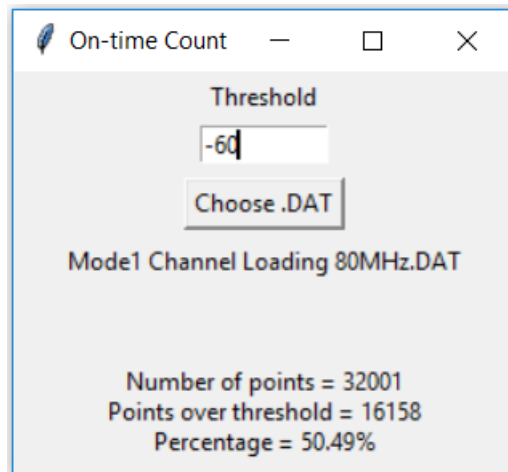 On-time Count
Threshold
-60
Choose .DAT
Mode1 Channel Loading 80MHz.DAT
Number of points = 32001
Points over threshold = 16158
Percentage = 50.49%